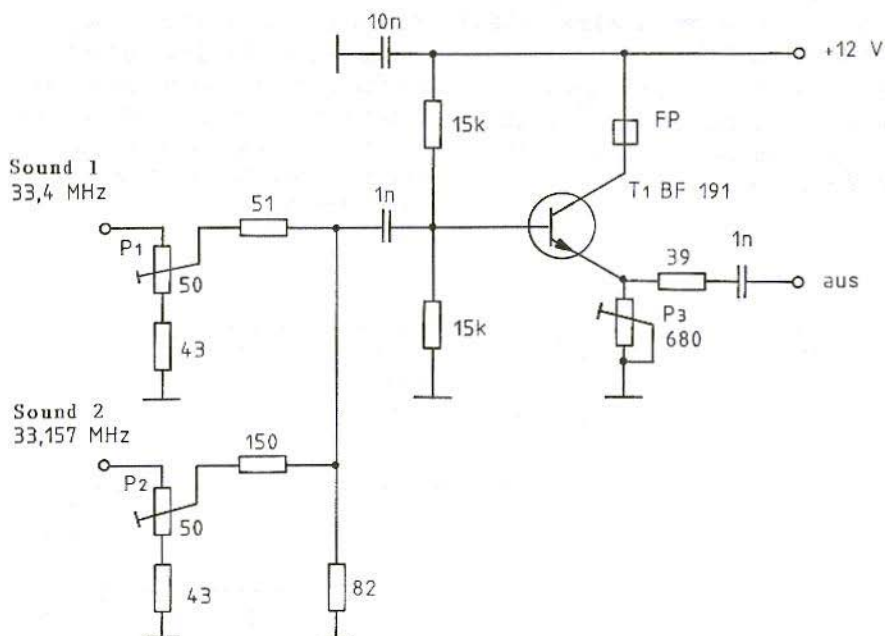 10n
+12 V
15k
FP
Sound 1
33,4 MHz
T1 BF 191
51
1n
P1
50
1n
39
aus
43
15k
P3
680
Sound 2
33,157 MHz
150
P2
50
43
82